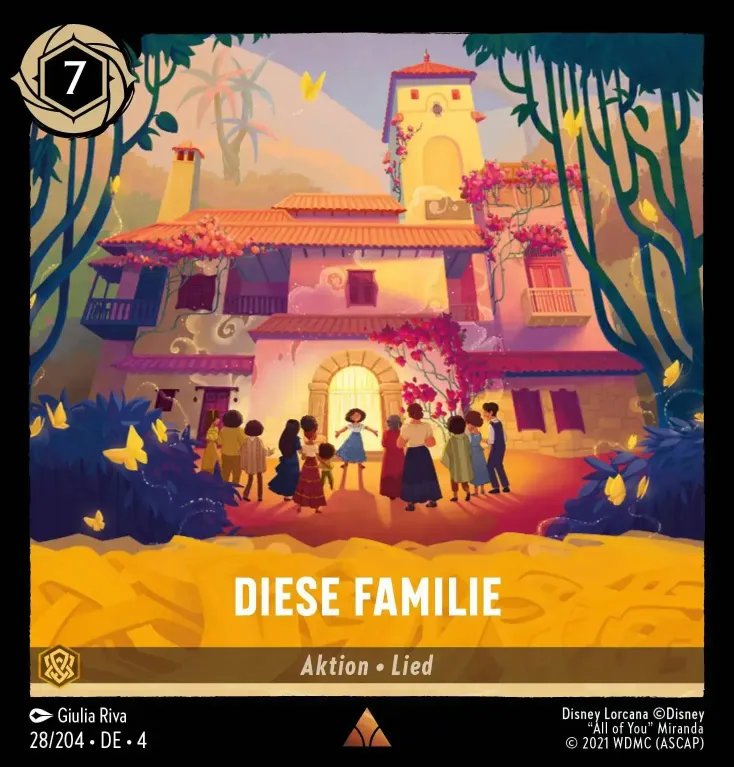 7
DIESE FAMILIE
Aktion • Lied
Giulia Riva
28/204 • DE • 4
Disney Lorcana ©Disney
“All of You” Miranda
© 2021 WDMC (ASCAP)